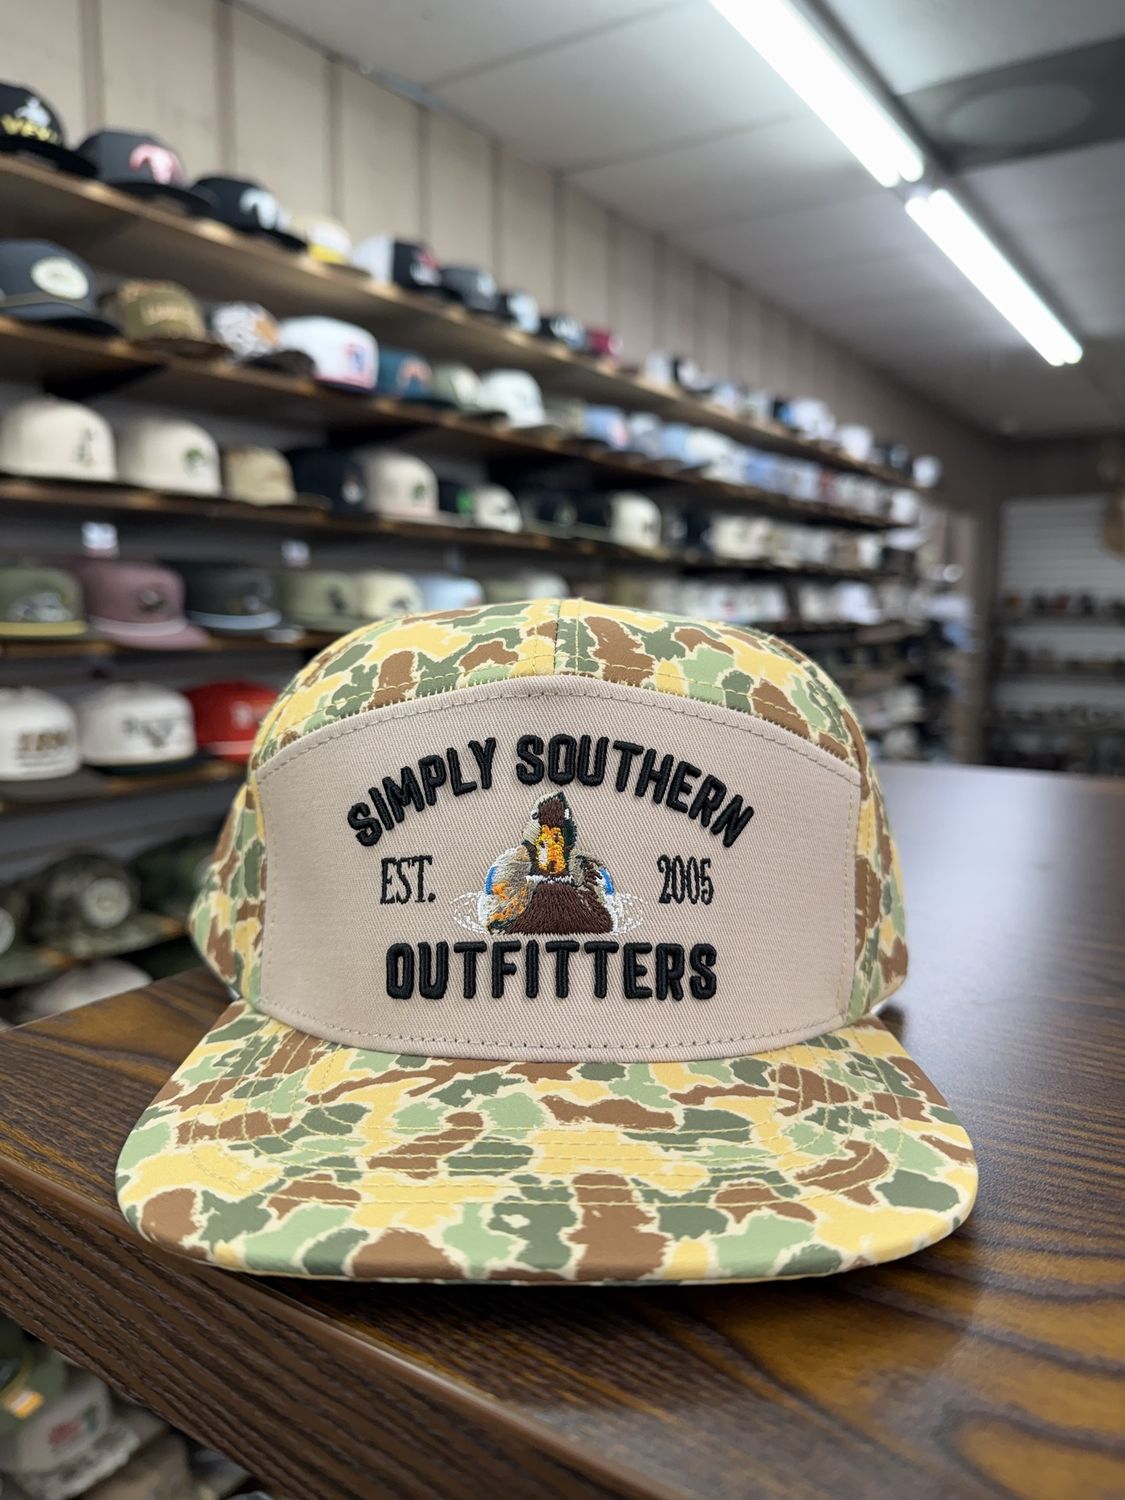 SIMPLY SOUTHERN
EST. 2005
OUTFITTERS